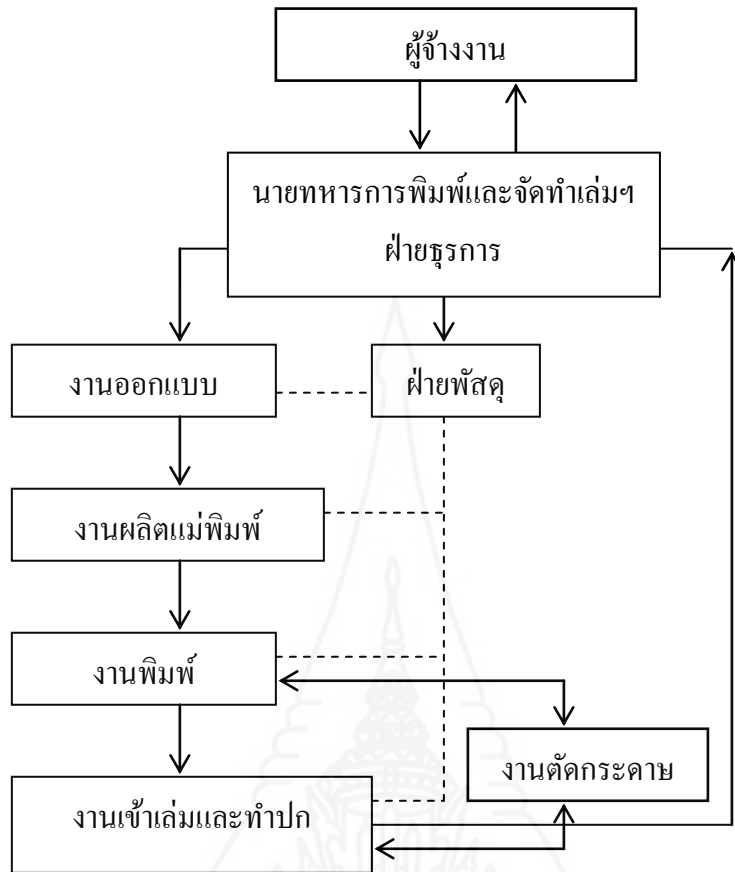 ผู้จ้างงาน
นายทหารการพิมพ์และจัดทำเล่มฯ
ฝ่ายธุรการ
งานออกแบบ
ฝ่ายพัสดุ
งานผลิตแม่พิมพ์
งานพิมพ์
งานตัดกระดาษ
งานเข้าเล่มและทำปก